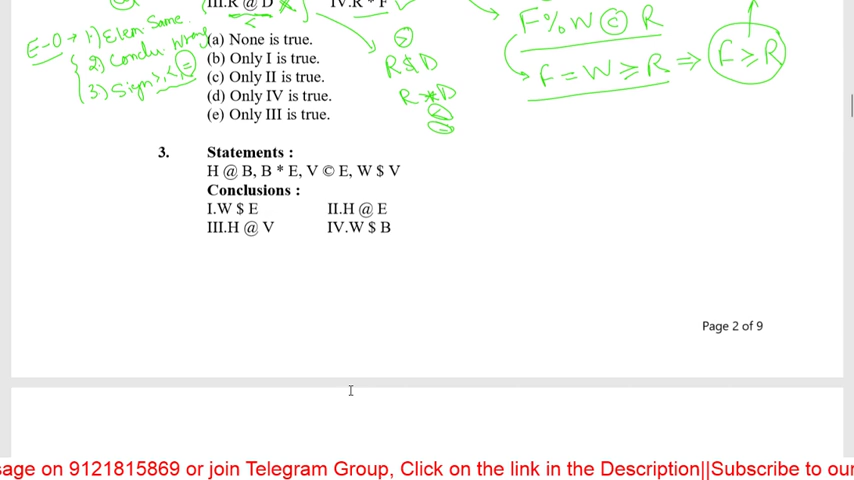 III.R @ D IV.R * F
E-O → 1) Elem Same.
2) Conclu Wrong
3) Sign >, <, =
(a) None is true.
(b) Only I is true.
(c) Only II is true.
(d) Only IV is true.
(e) Only III is true.
R $ D
R * D
F % W © R
F = W ≥ R ⇒ F ≥ R
3. Statements :
H @ B, B * E, V © E, W $ V
Conclusions :
I.W $ E II.H @ E
III.H @ V IV.W $ B
Page 2 of 9
sage on 9121815869 or join Telegram Group, Click on the link in the Description||Subscribe to our